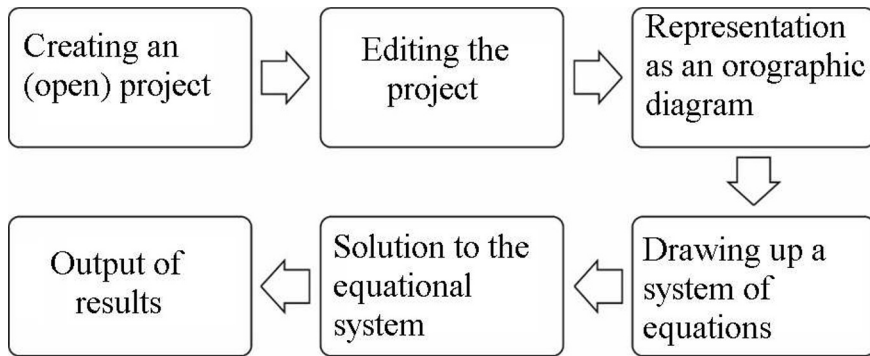 Creating an
(open) project
Editing the
project
Representation
as an orographic
diagram
Drawing up a
system of
equations
Solution to the
equational
system
Output of
results